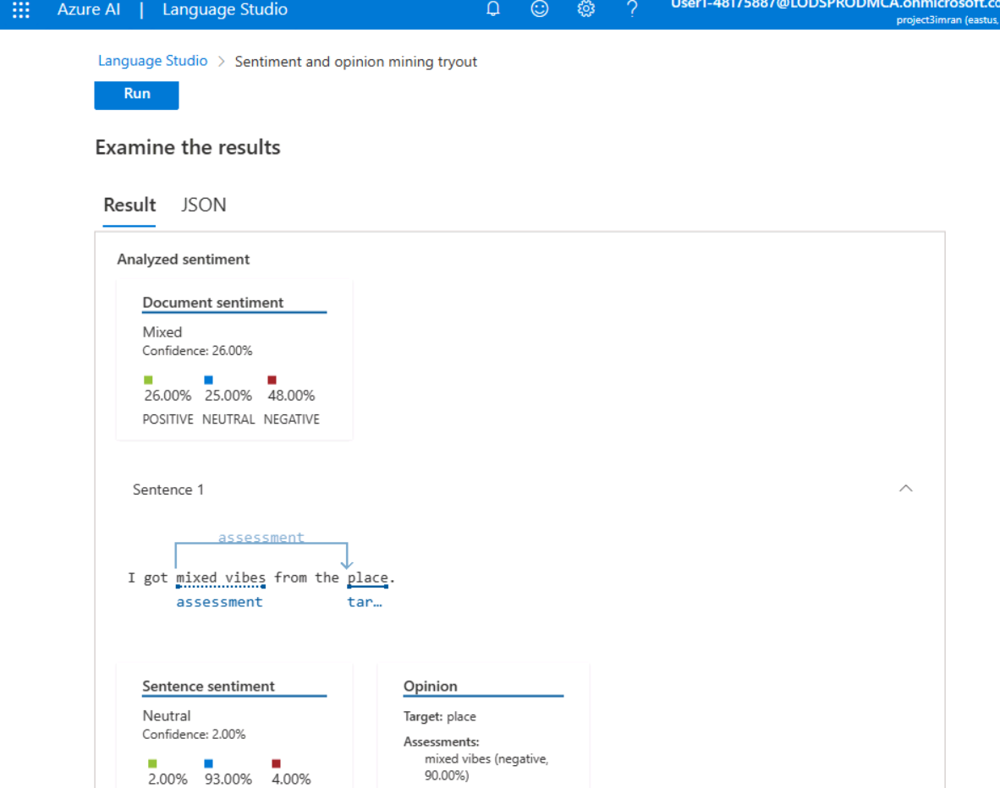 Azure AI | Language Studio
User1-48175887@LODSPRODMCA.onmicrosoft.co
project3imran (eastus,
Language Studio > Sentiment and opinion mining tryout
Run
Examine the results
Result JSON
Analyzed sentiment
Document sentiment
Mixed
Confidence: 26.00%
26.00% 25.00% 48.00%
POSITIVE NEUTRAL NEGATIVE
Sentence 1
assessment
I got mixed vibes from the place.
assessment tar...
Sentence sentiment
Neutral
Confidence: 2.00%
2.00% 93.00% 4.00%
Opinion
Target: place
Assessments:
mixed vibes (negative,
90.00%)